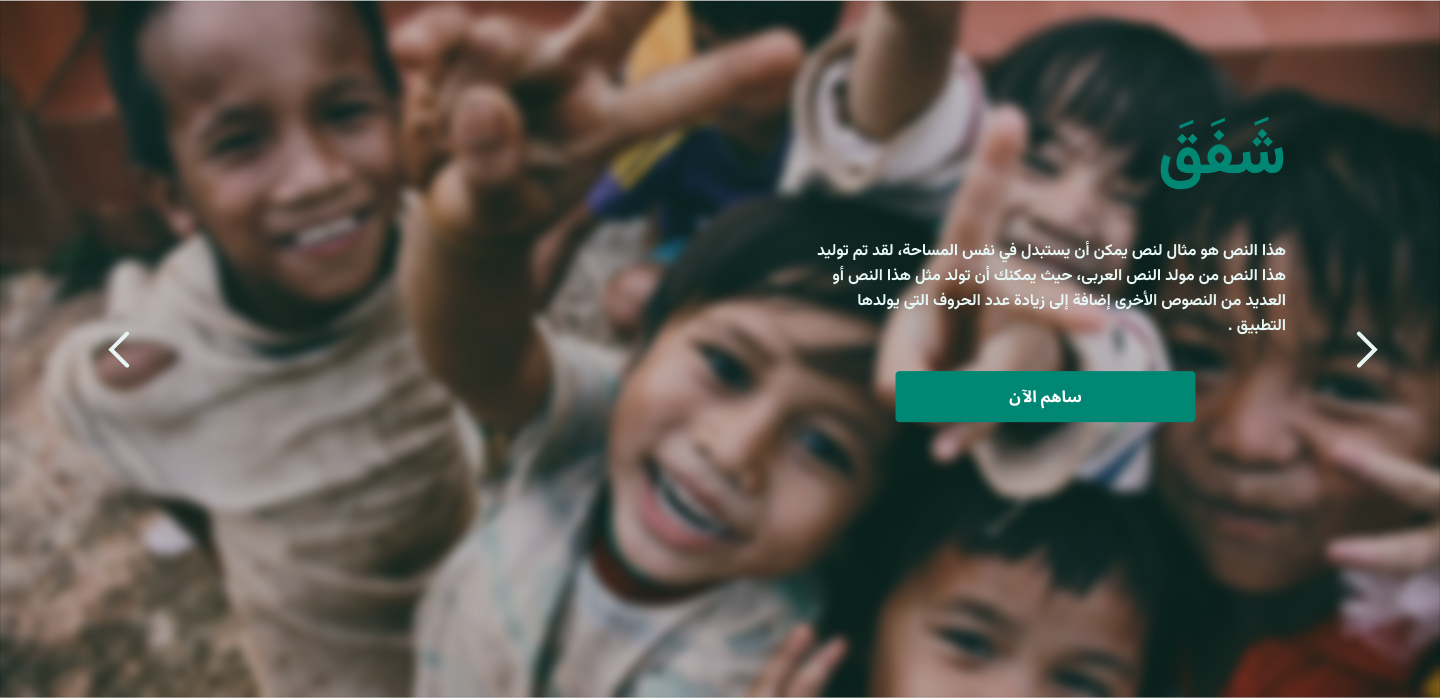 شَفَقَ
هذا النص هو مثال لنص يمكن أن يستبدل في نفس المساحة، لقد تم توليد
هذا النص من مولد النص العربى، حيث يمكنك أن تولد مثل هذا النص أو
العديد من النصوص الأخرى إضافة إلى زيادة عدد الحروف التى يولدها
التطبيق .
ساهم الآن